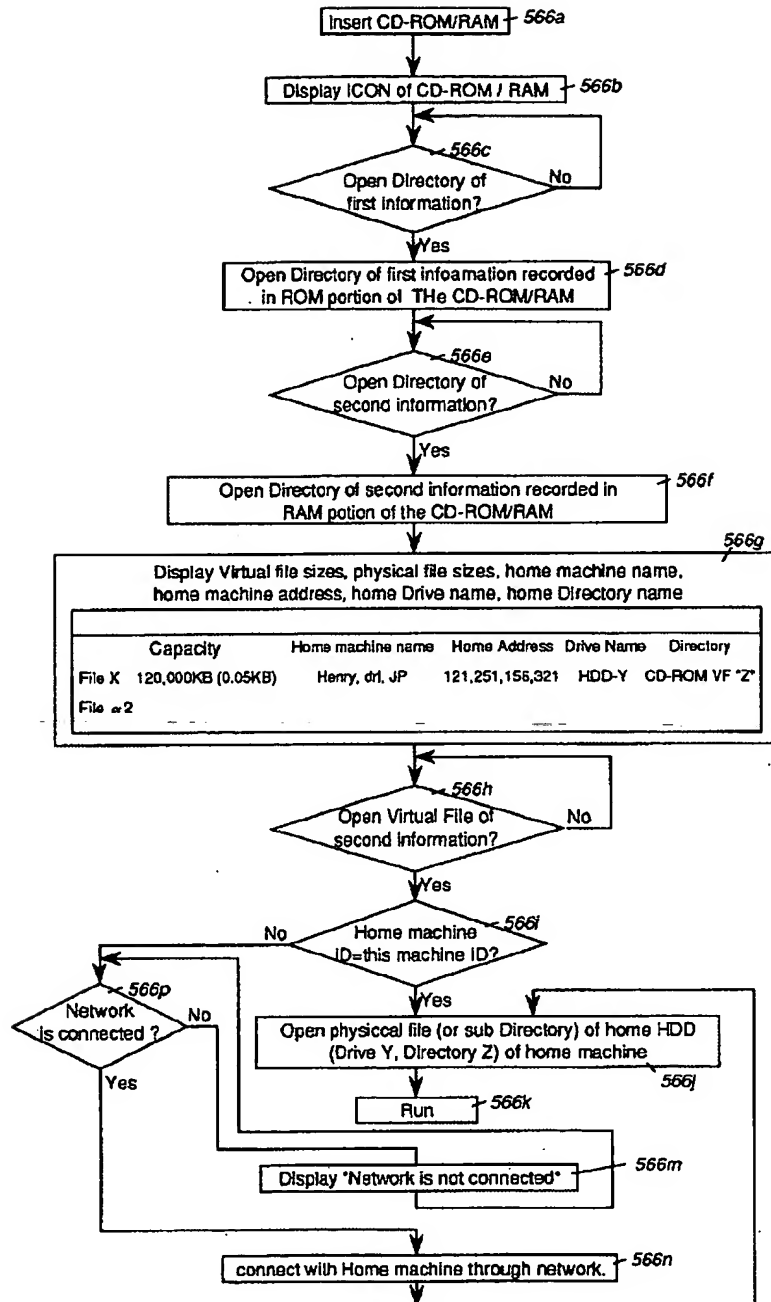 Insert CD-ROM/RAM 566a
Display ICON of CD-ROM / RAM 566b
566c
Open Directory of
first information?
No
Yes
Open Directory of first infoamation recorded
in ROM portion of THe CD-ROM/RAM
566d
566e
Open Directory of
second information?
No
Yes
Open Directory of second information recorded in
RAM potion of the CD-ROM/RAM
566f
566g
Display Virtual file sizes, physical file sizes, home machine name,
home machine address, home Drive name, home Directory name
Capacity Home machine name Home Address Drive Name Directory
File X 120,000KB (0.05KB) Henry, drl, JP 121,251,156,321 HDD-Y CD-ROM VF "Z"
File α2
566h
Open Virtual File of
second information?
No
Yes
566i
Home machine
ID=this machine ID?
No
Yes
566p
Network
is connected ?
No
Yes
Open physiccal file (or sub Directory) of home HDD
(Drive Y, Directory Z) of home machine
566j
Run 566k
Display "Network is not connected" 566m
connect with Home machine through network. 566n